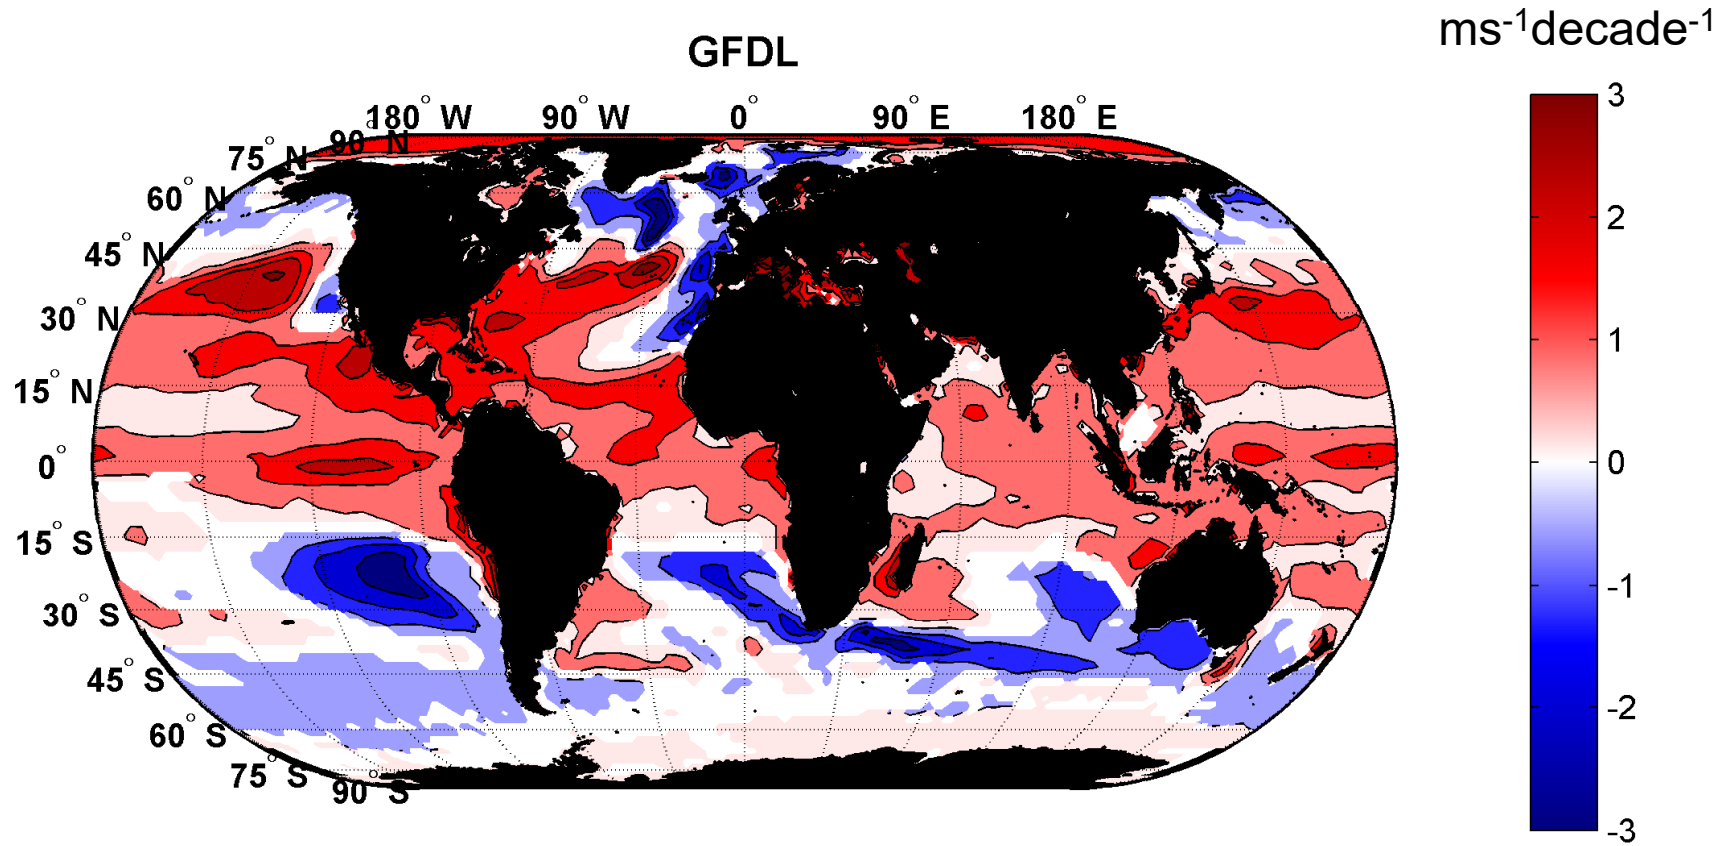 ms⁻¹decade⁻¹
GFDL
180° W 90° W 0° 90° E 180° E
90° N
75° N
60° N
45° N
30° N
15° N
0°
15° S
30° S
45° S
60° S
75° S
90° S
3
2
1
0
-1
-2
-3